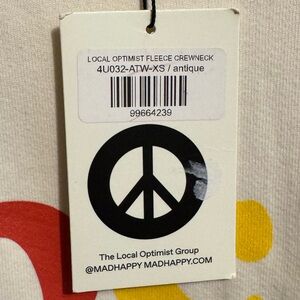 LOCAL OPTIMIST FLEECE CREWNECK
4U032-ATW-XS / antique
99664239
The Local Optimist Group
@MADHAPPY MADHAPPY.COM